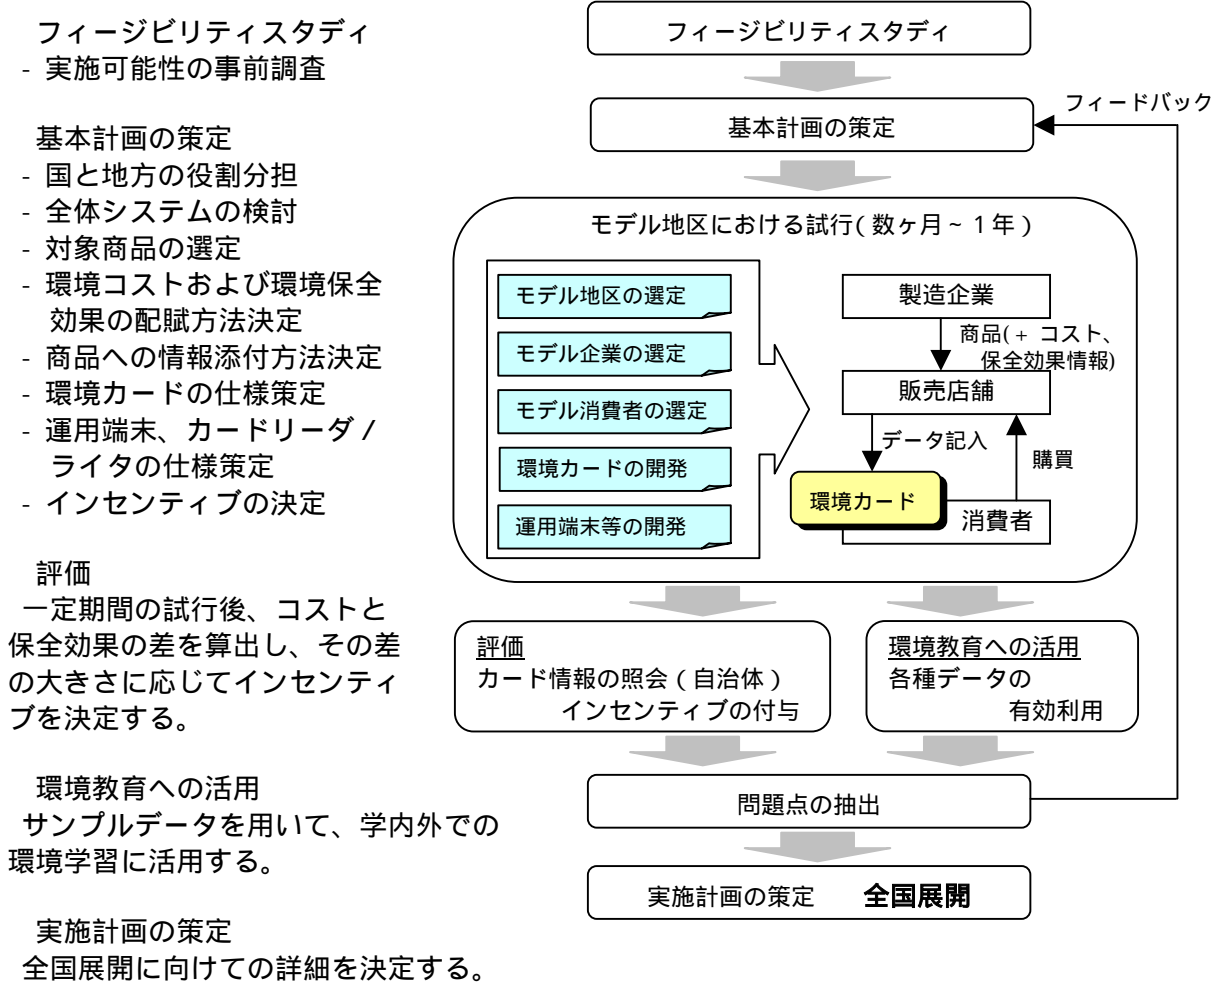 フィージビリティスタディ
- 実施可能性の事前調査
基本計画の策定
- 国と地方の役割分担
- 全体システムの検討
- 対象商品の選定
- 環境コストおよび環境保全
効果の配賦方法決定
- 商品への情報添付方法決定
- 環境カードの仕様策定
- 運用端末、カードリーダ /
ライタの仕様策定
- インセンティブの決定
評価
一定期間の試行後、コストと
保全効果の差を算出し、その差
の大きさに応じてインセンティ
ブを決定する。
環境教育への活用
サンプルデータを用いて、学内外での
環境学習に活用する。
実施計画の策定
全国展開に向けての詳細を決定する。
フィージビリティスタディ
フィードバック
基本計画の策定
モデル地区における試行( 数ヶ月 ~ 1 年 )
モデル地区の選定
モデル企業の選定
モデル消費者の選定
環境カードの開発
運用端末等の開発
製造企業
商品( + コスト、
保全効果情報)
販売店舗
データ記入
購買
環境カード
消費者
評価
カード情報の照会 ( 自治体 )
インセンティブの付与
環境教育への活用
各種データの
有効利用
問題点の抽出
実施計画の策定 全国展開